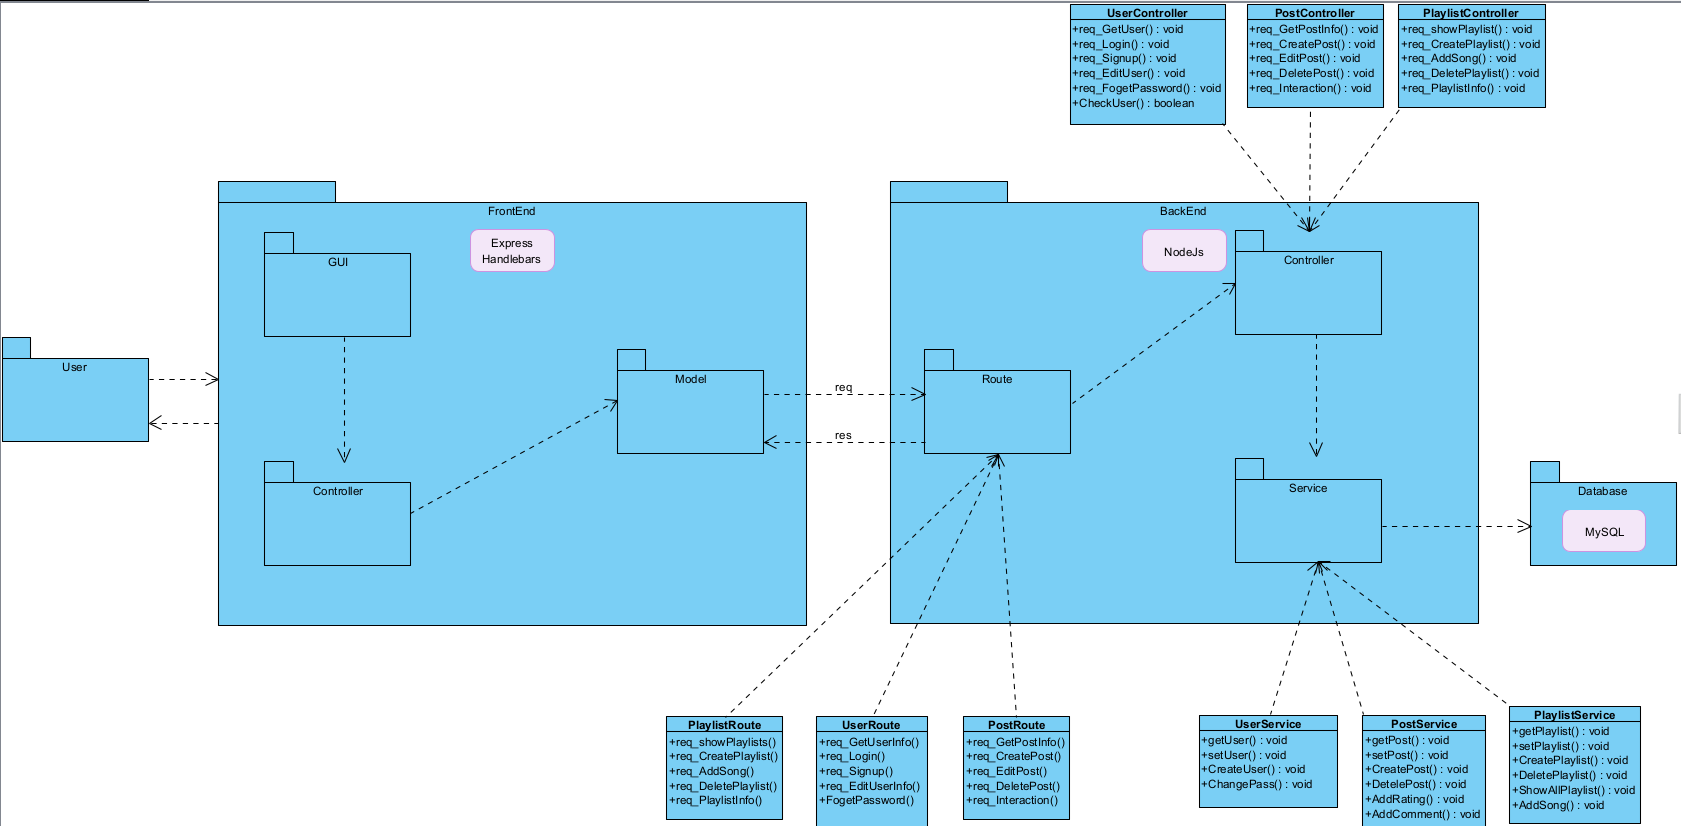 UserController
+req_GetUser() : void
+req_Login() : void
+req_Signup() : void
+req_EditUser() : void
+req_FogetPassword() : void
+CheckUser() : boolean
PostController
+req_GetPostInfo() : void
+req_CreatePost() : void
+req_EditPost() : void
+req_DeletePost() : void
+req_Interaction() : void
PlaylistController
+req_showPlaylist() : void
+req_CreatePlaylist() : void
+req_AddSong() : void
+req_DeletePlaylist() : void
+req_PlaylistInfo() : void
FrontEnd
Express
Handlebars
GUI
Controller
Model
User
req
res
BackEnd
NodeJs
Controller
Route
Service
Database
MySQL
PlaylistRoute
+req_showPlaylists()
+req_CreatePlaylist()
+req_AddSong()
+req_DeletePlaylist()
+req_PlaylistInfo()
UserRoute
+req_GetUserInfo()
+req_Login()
+req_Signup()
+req_EditUserInfo()
+FogetPassword()
PostRoute
+req_GetPostInfo()
+req_CreatePost()
+req_EditPost()
+req_DeletePost()
+req_Interaction()
UserService
+getUser() : void
+setUser() : void
+CreateUser() : void
+ChangePass() : void
PostService
+getPost() : void
+setPost() : void
+CreatePost() : void
+DetelePost() : void
+AddRating() : void
+AddComment() : void
PlaylistService
+getPlaylist() : void
+setPlaylist() : void
+CreatePlaylist() : void
+DeletePlaylist() : void
+ShowAllPlaylist() : void
+AddSong() : void